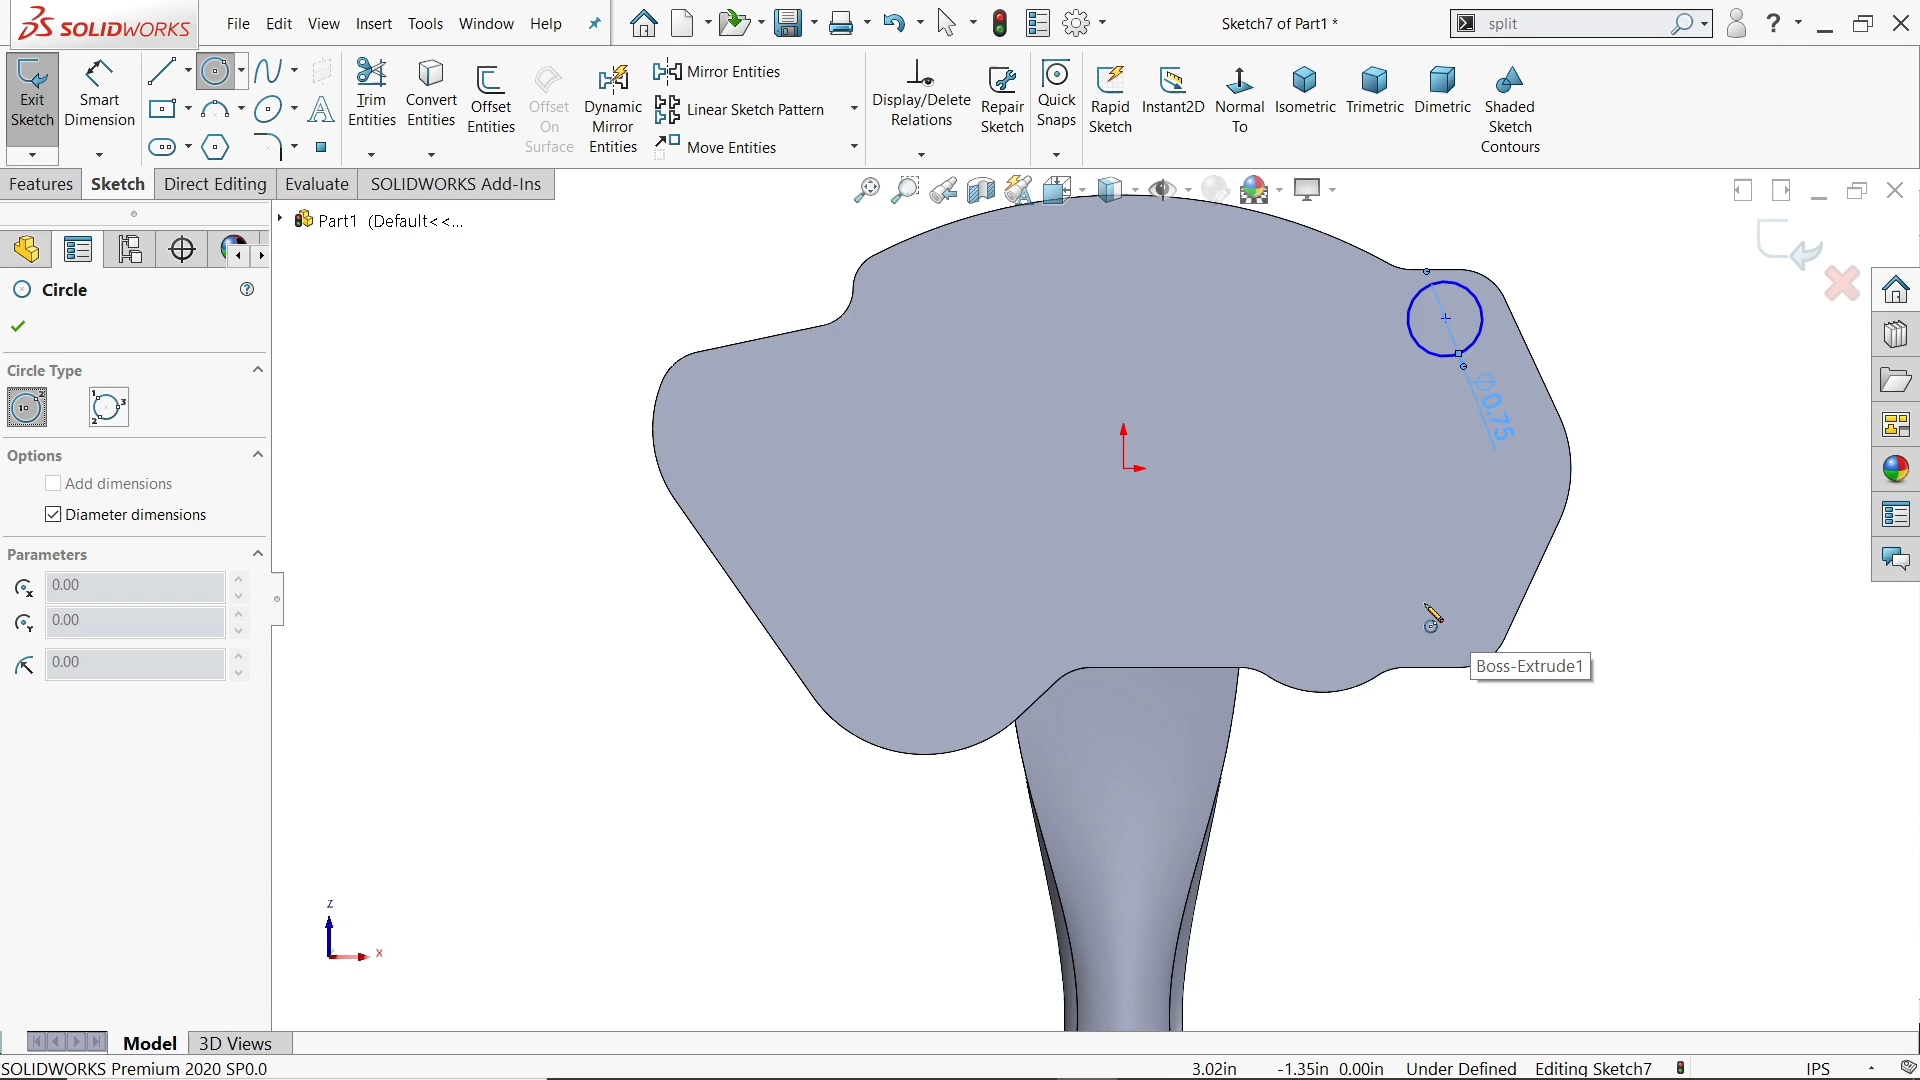 SOLIDWORKS File Edit View Insert Tools Window Help Sketch7 of Part1 * split ?
Exit Sketch
Smart Dimension
Trim Entities
Convert Entities
Offset Entities
Offset On Surface
Dynamic Mirror Entities
Mirror Entities
Linear Sketch Pattern
Move Entities
Display/Delete Relations
Repair Sketch
Quick Snaps
Rapid Sketch
Instant2D
Normal To
Isometric
Trimetric
Dimetric
Shaded Sketch Contours
Features Sketch Direct Editing Evaluate SOLIDWORKS Add-Ins
Part1 (Default<<...
Circle
Circle Type
Options
Add dimensions
Diameter dimensions
Parameters
0.00
0.00
0.00
Ø0.75
Boss-Extrude1
z
x
Model 3D Views
SOLIDWORKS Premium 2020 SP0.0 3.02in -1.35in 0.00in Under Defined Editing Sketch7 IPS